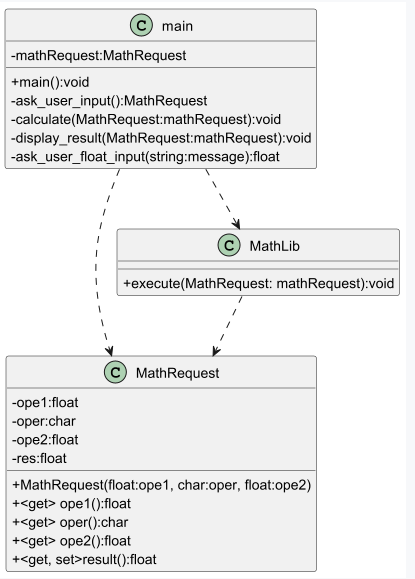 C main
-mathRequest:MathRequest
+main():void
-ask_user_input():MathRequest
-calculate(MathRequest:mathRequest):void
-display_result(MathRequest:mathRequest):void
-ask_user_float_input(string:message):float
C MathLib
+execute(MathRequest: mathRequest):void
C MathRequest
-ope1:float
-oper:char
-ope2:float
-res:float
+MathRequest(float:ope1, char:oper, float:ope2)
+<get> ope1():float
+<get> oper():char
+<get> ope2():float
+<get, set>result():float